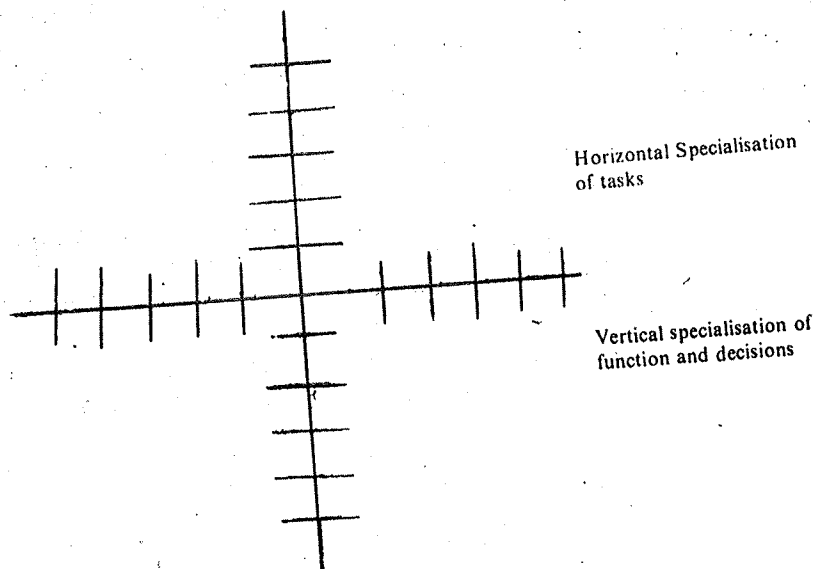 Horizontal Specialisation
of tasks
Vertical specialisation of
function and decisions